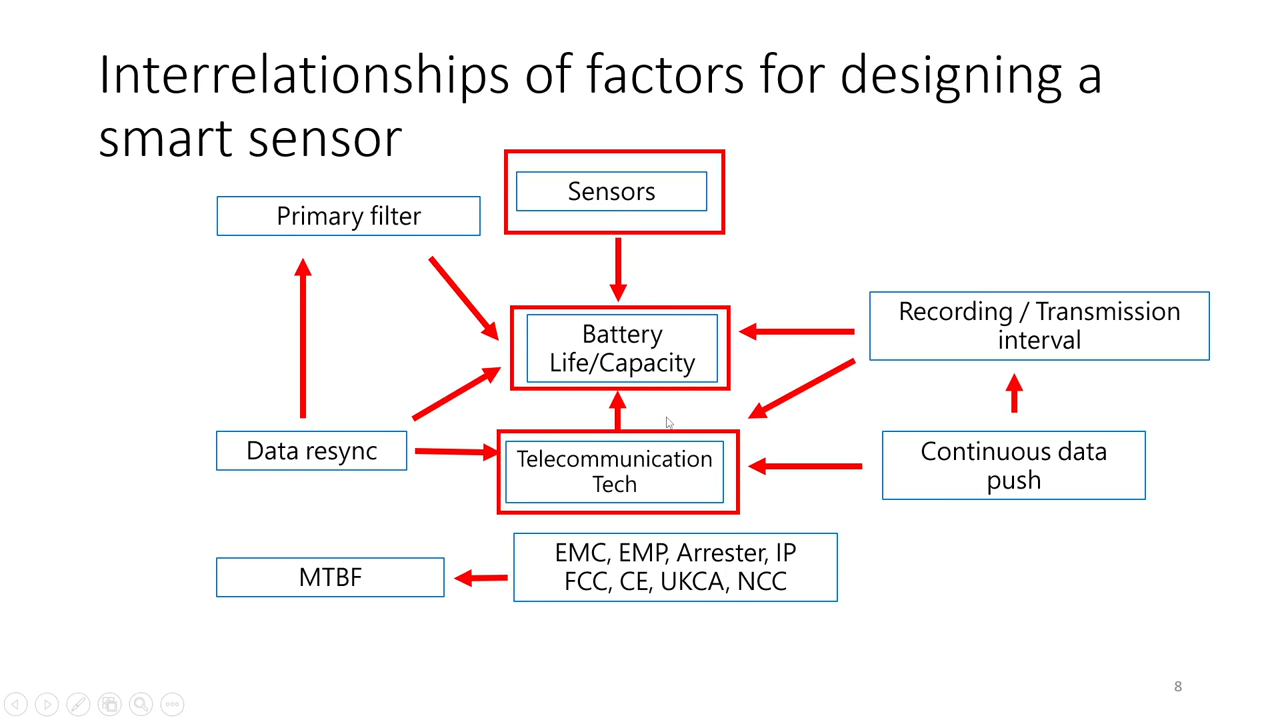 Interrelationships of factors for designing a
smart sensor
Sensors
Primary filter
Recording / Transmission
interval
Battery
Life/Capacity
Data resync
Continuous data
push
Telecommunication
Tech
EMC, EMP, Arrester, IP
FCC, CE, UKCA, NCC
MTBF
8